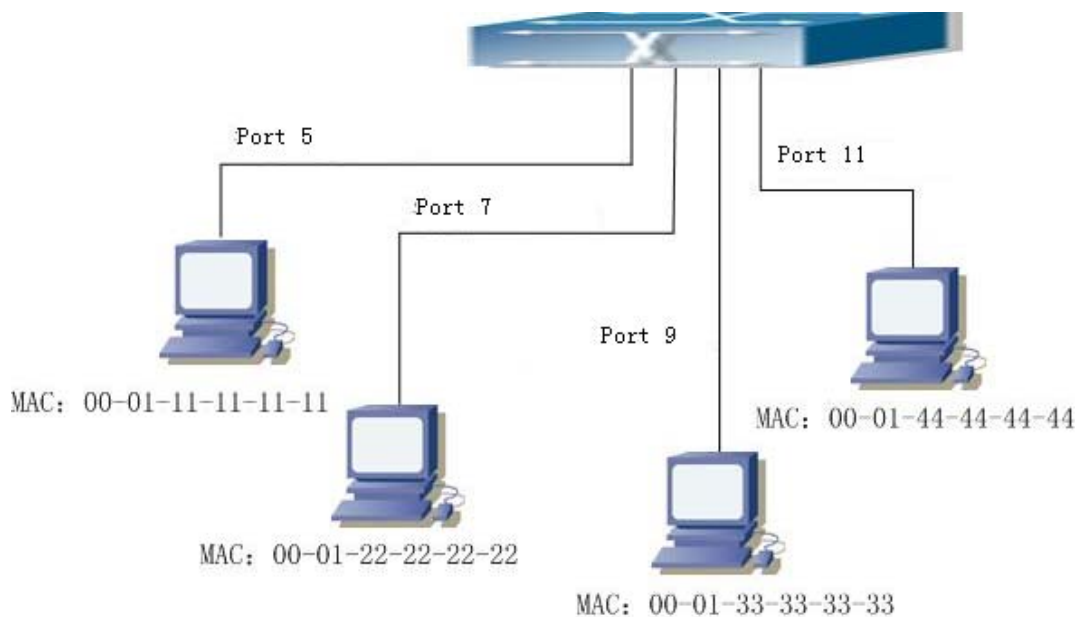 Port 5
Port 11
Port 7
Port 9
MAC: 00-01-11-11-11-11
MAC: 00-01-44-44-44-44
MAC: 00-01-22-22-22-22
MAC: 00-01-33-33-33-33